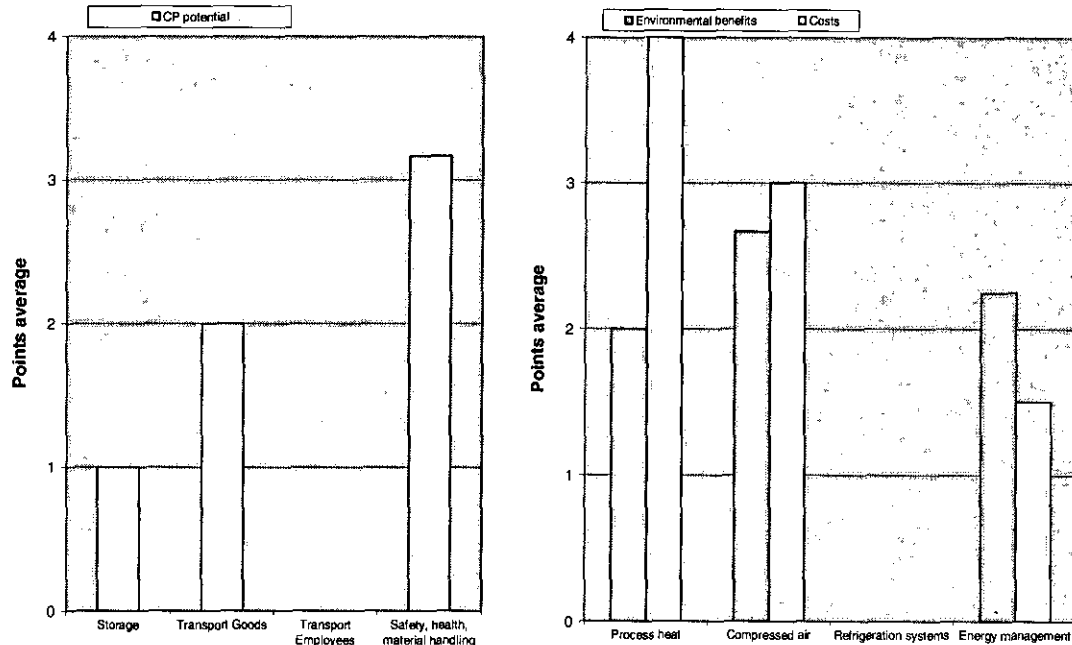 CP potential
4
3
2
1
0
Points average
Storage
Transport Goods
Transport
Employees
Safety, health,
material handling
Environmental benefits
Costs
4
3
2
1
0
Points average
Process heat
Compressed air
Refrigeration systems
Energy management